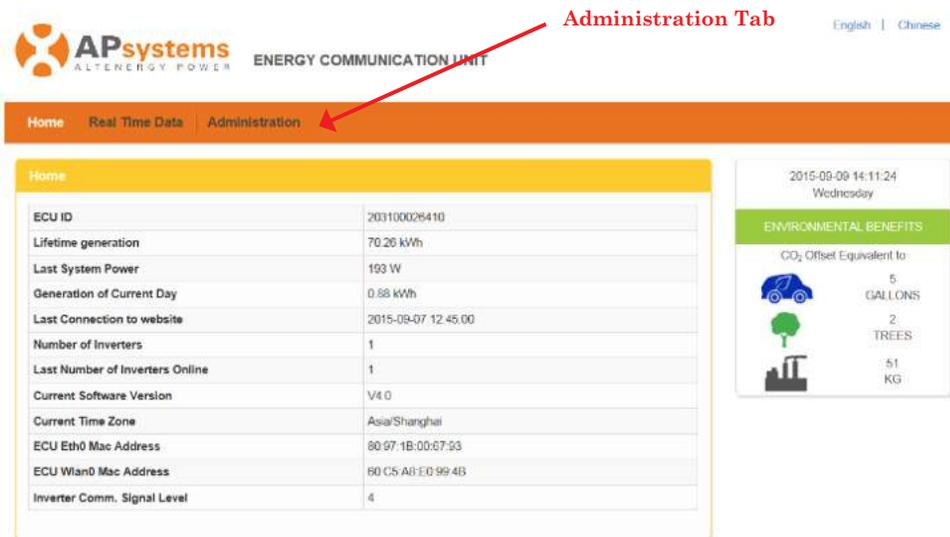 Administration Tab
English | Chinese
APsystems
ALTENERGY POWER
ENERGY COMMUNICATION UNIT
Home Real Time Data Administration
Home
ECU ID 203100026410
Lifetime generation 70.26 kWh
Last System Power 193 W
Generation of Current Day 0.88 kWh
Last Connection to website 2015-09-07 12:45:00
Number of Inverters 1
Last Number of Inverters Online 1
Current Software Version V4.0
Current Time Zone Asia/Shanghai
ECU Eth0 Mac Address 80:97:1B:00:67:93
ECU Wlan0 Mac Address 60:C5:A8:E0:99:4B
Inverter Comm. Signal Level 4
2015-09-09 14:11:24
Wednesday
ENVIRONMENTAL BENEFITS
CO₂ Offset Equivalent to
5
GALLONS
2
TREES
51
KG